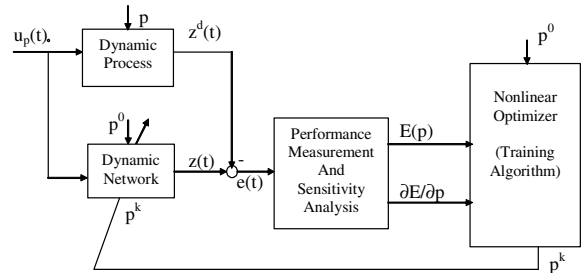 u_p(t)
p
Dynamic
Process
z^d(t)
p^0
Dynamic
Network
z(t)
-
e(t)
p^k
Performance
Measurement
And
Sensitivity
Analysis
E(p)
∂E/∂p
p^0
Nonlinear
Optimizer
(Training
Algorithm)
p^k